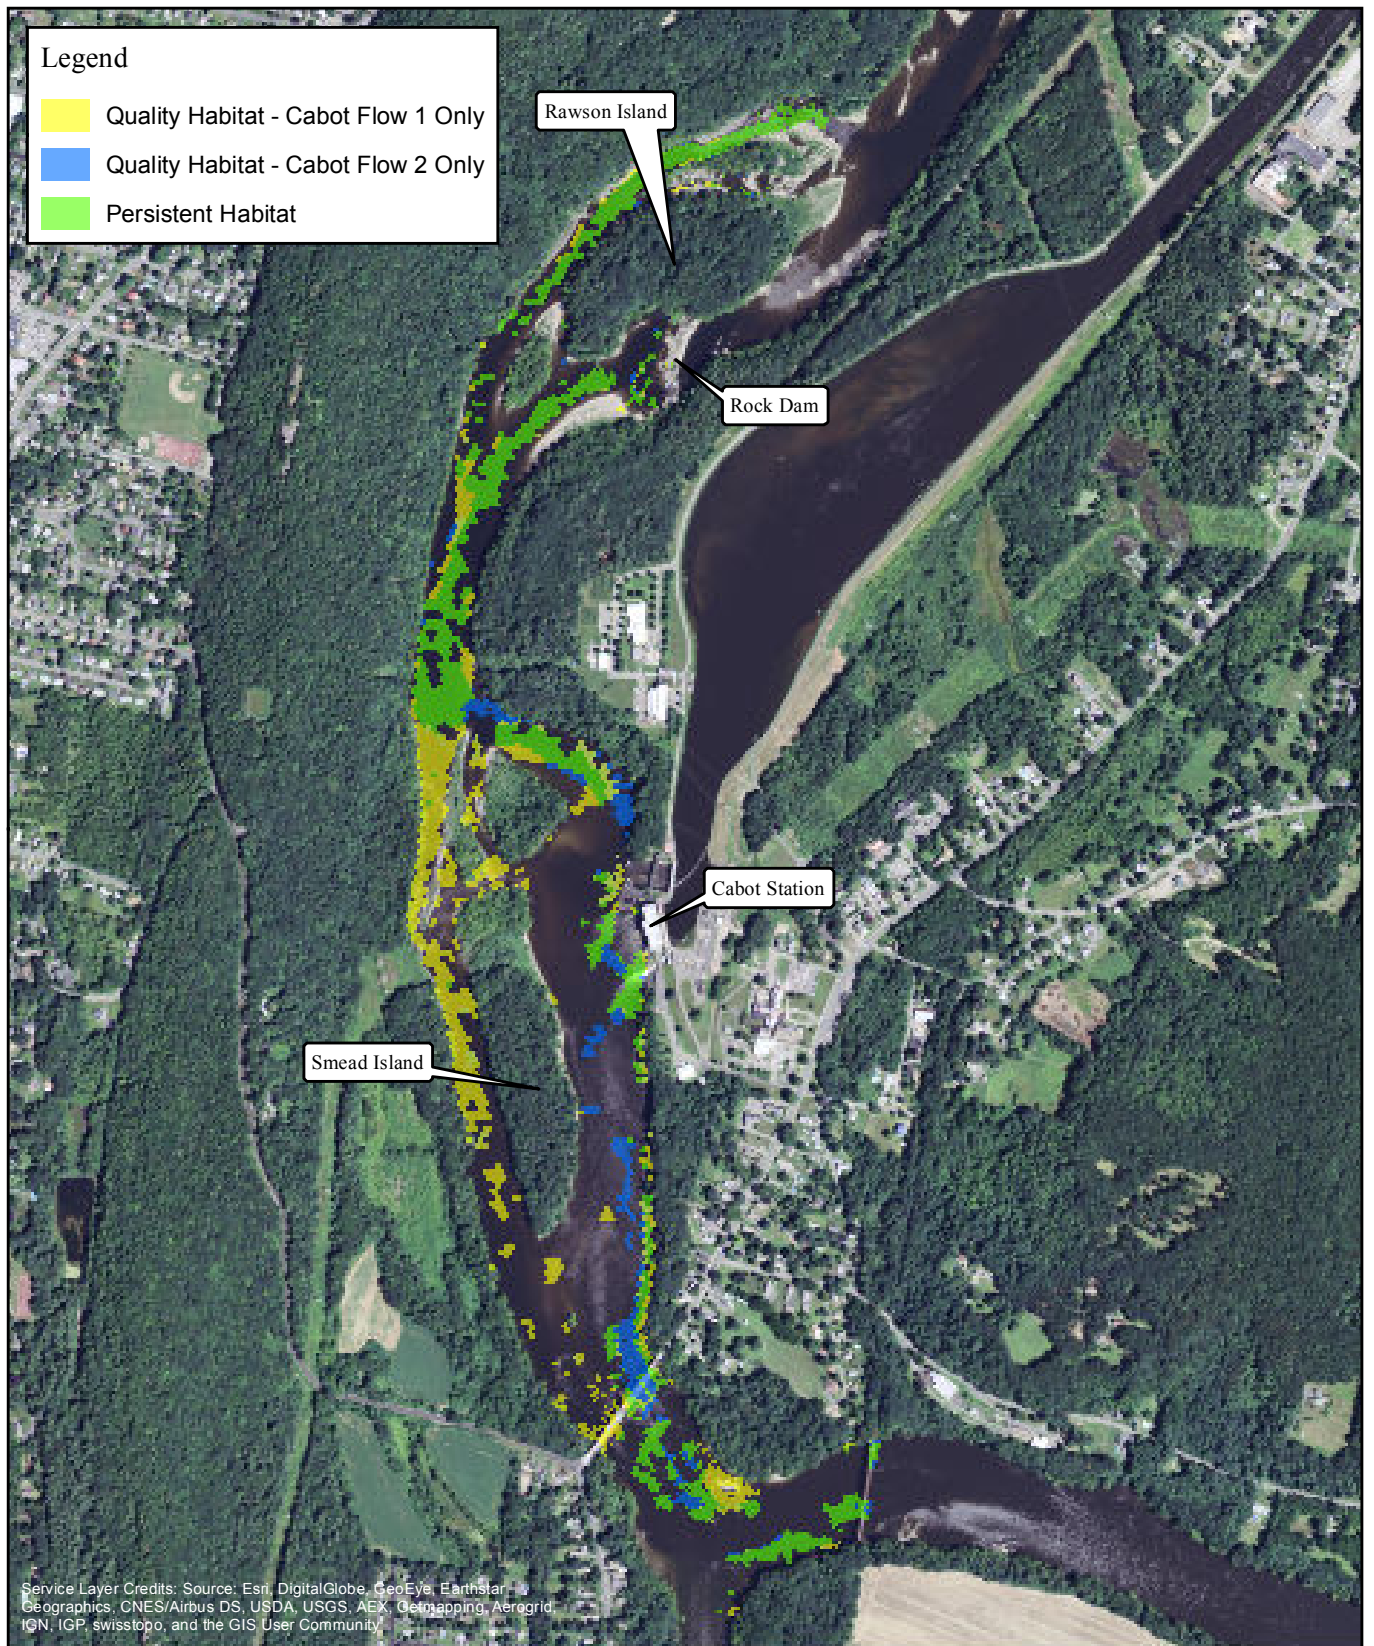 Legend
Quality Habitat - Cabot Flow 1 Only
Quality Habitat - Cabot Flow 2 Only
Persistent Habitat
Rawson Island
Rock Dam
Cabot Station
Smead Island
Service Layer Credits: Source: Esri, DigitalGlobe, GeoEye, Earthstar
Geographics, CNES/Airbus DS, USDA, USGS, AEX, Getmapping, Aerogrid,
IGN, IGP, swisstopo, and the GIS User Community